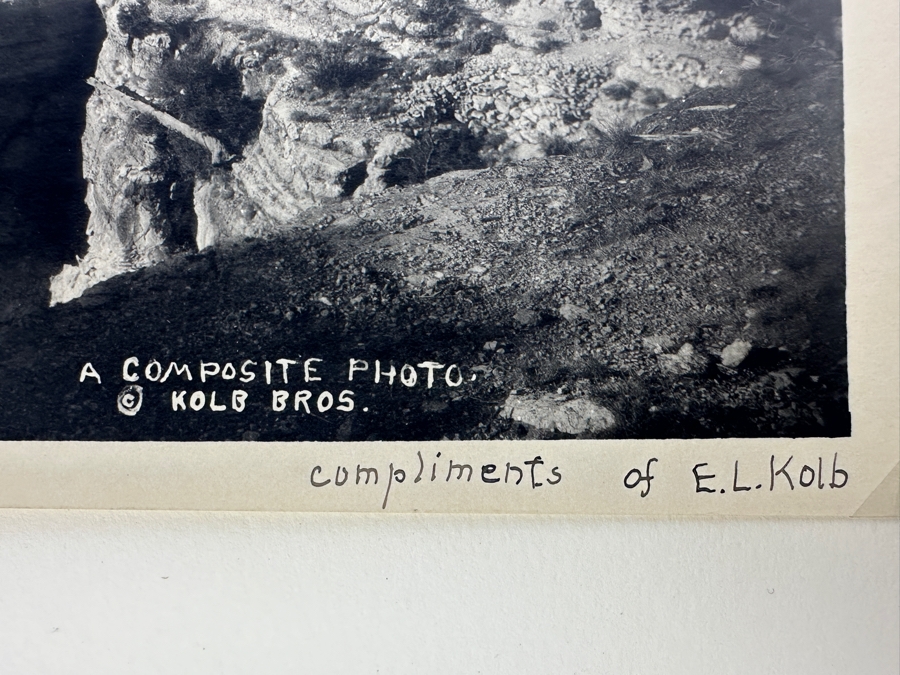 A COMPOSITE PHOTO.
© KOLB BROS.
compliments of E.L.Kolb